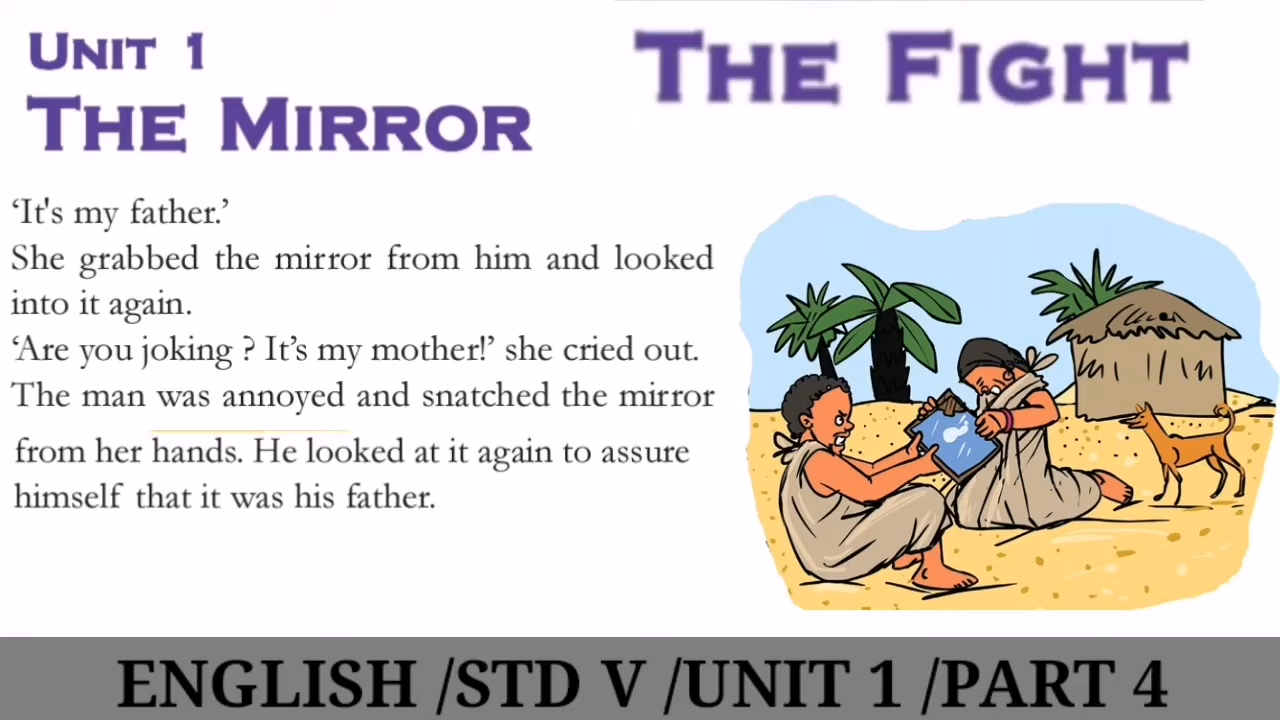 UNIT 1
THE MIRROR
THE FIGHT
‘It's my father.’
She grabbed the mirror from him and looked
into it again.
‘Are you joking ? It’s my mother!’ she cried out.
The man was annoyed and snatched the mirror
from her hands. He looked at it again to assure
himself that it was his father.
ENGLISH /STD V /UNIT 1 /PART 4